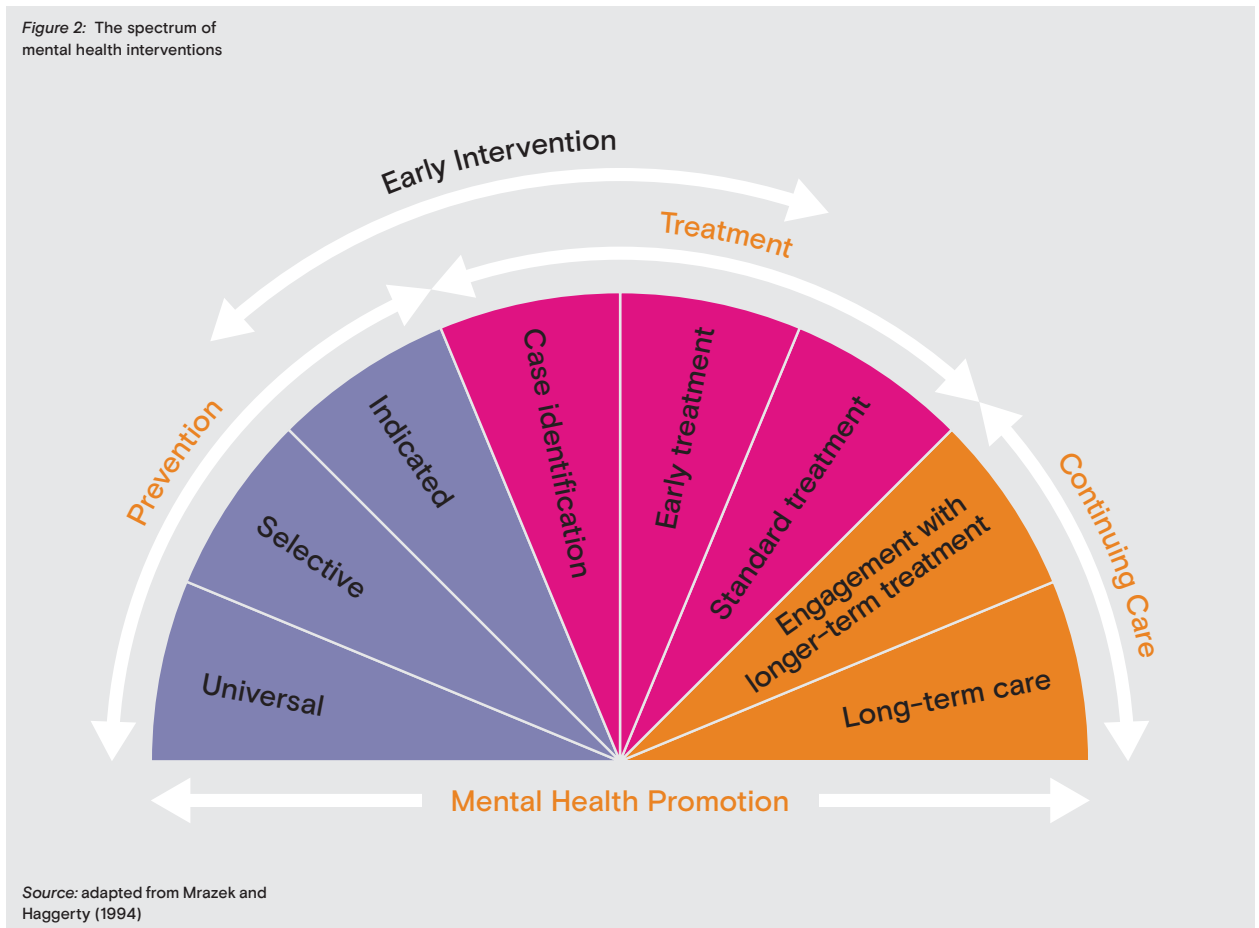 Figure 2: The spectrum of
mental health interventions
Early Intervention
Treatment
Prevention
Continuing Care
Universal
Selective
Indicated
Case identification
Early treatment
Standard treatment
Engagement with
longer-term treatment
Long-term care
Mental Health Promotion
Source: adapted from Mrazek and
Haggerty (1994)